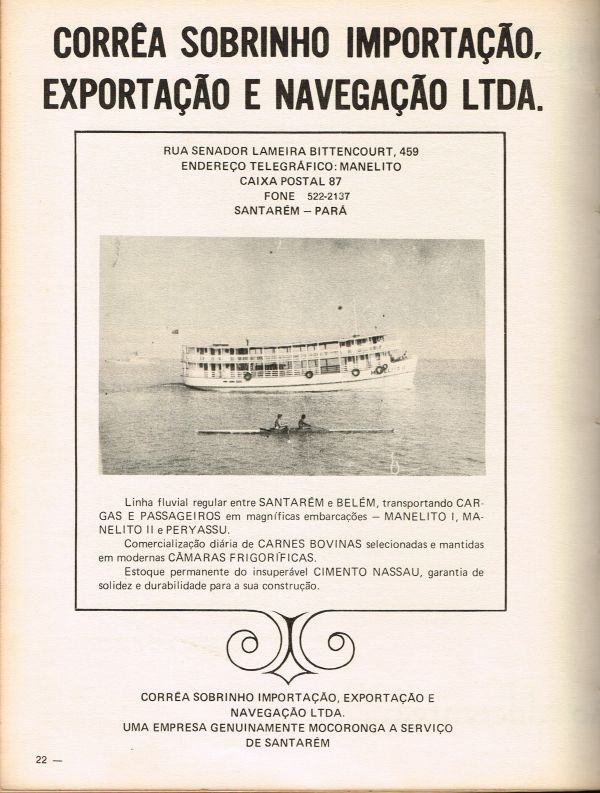 CORRÊA SOBRINHO IMPORTAÇÃO,
EXPORTAÇÃO E NAVEGAÇÃO LTDA.
RUA SENADOR LAMEIRA BITTENCOURT, 459
ENDEREÇO TELEGRÁFICO: MANELITO
CAIXA POSTAL 87
FONE 522-2137
SANTARÉM — PARÁ
Linha fluvial regular entre SANTARÉM e BELÉM, transportando CAR-
GAS E PASSAGEIROS em magníficas embarcações — MANELITO I, MA-
NELITO II e PERYASSU.
Comercialização diária de CARNES BOVINAS selecionadas e mantidas
em modernas CÂMARAS FRIGORÍFICAS.
Estoque permanente do insuperável CIMENTO NASSAU, garantia de
solidez e durabilidade para a sua construção.
CORRÊA SOBRINHO IMPORTAÇÃO, EXPORTAÇÃO E
NAVEGAÇÃO LTDA.
UMA EMPRESA GENUINAMENTE MOCORONGA A SERVIÇO
DE SANTARÉM
22 —